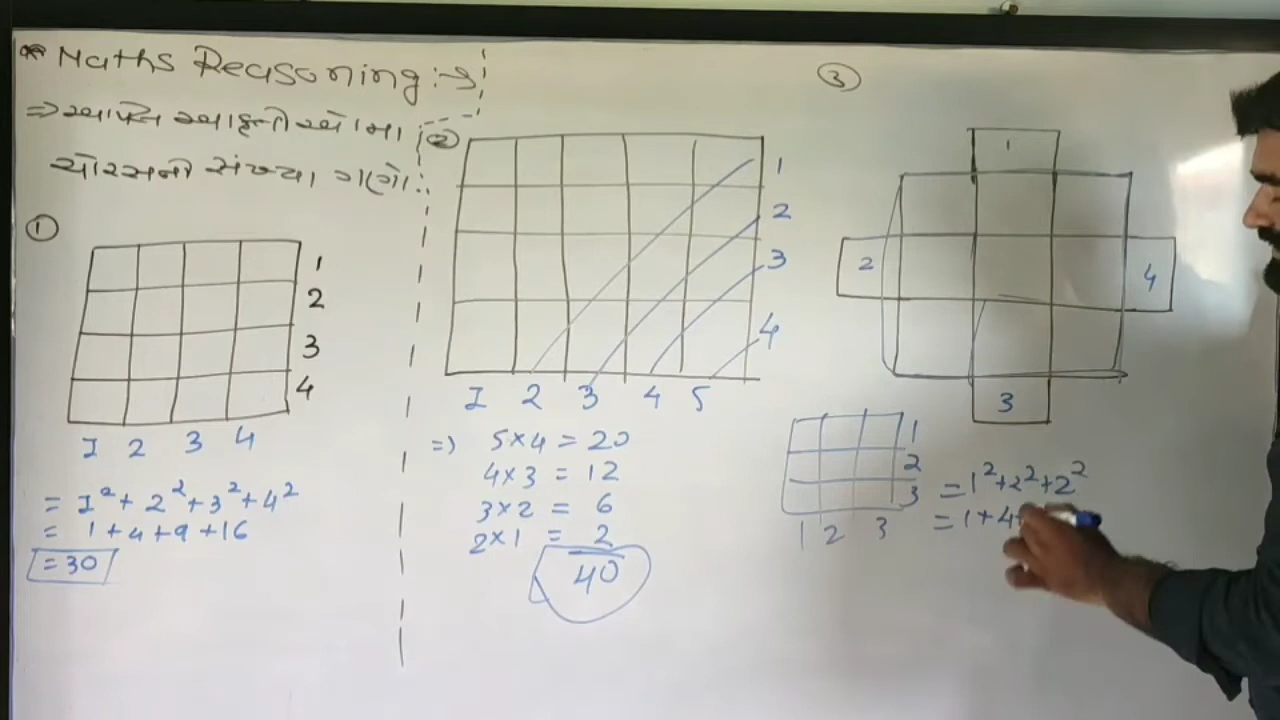 * Maths Reasoning :→
⇒ આપેલ આકૃતીઓમાં
ચોરસની સંખ્યા ગણો.
①
1
2
3
4
1 2 3 4
= 1² + 2² + 3² + 4²
= 1 + 4 + 9 + 16
= 30
②
1
2
3
4
1 2 3 4 5
⇒ 5×4 = 20
4×3 = 12
3×2 = 6
2×1 = 2
40
③
1
2
4
3
1
2
3
1 2 3
= 1²+2²+2²
= 1+4+